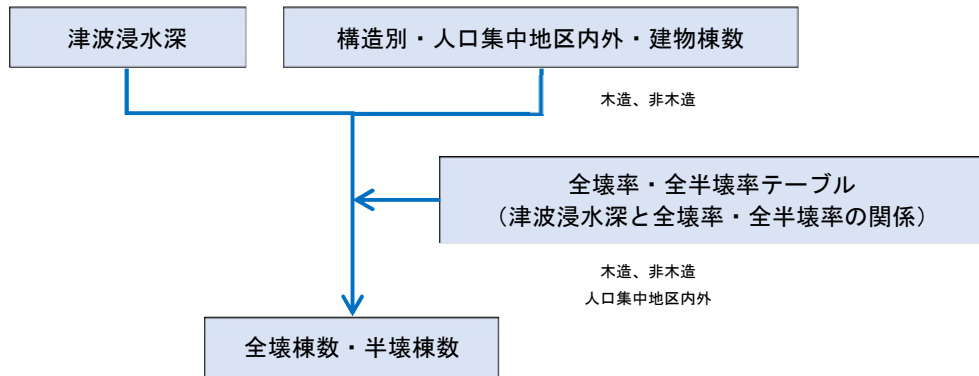 津波浸水深
構造別・人口集中地区内外・建物棟数
木造、非木造
全壊率・全半壊率テーブル
（津波浸水深と全壊率・全半壊率の関係）
木造、非木造
人口集中地区内外
全壊棟数・半壊棟数